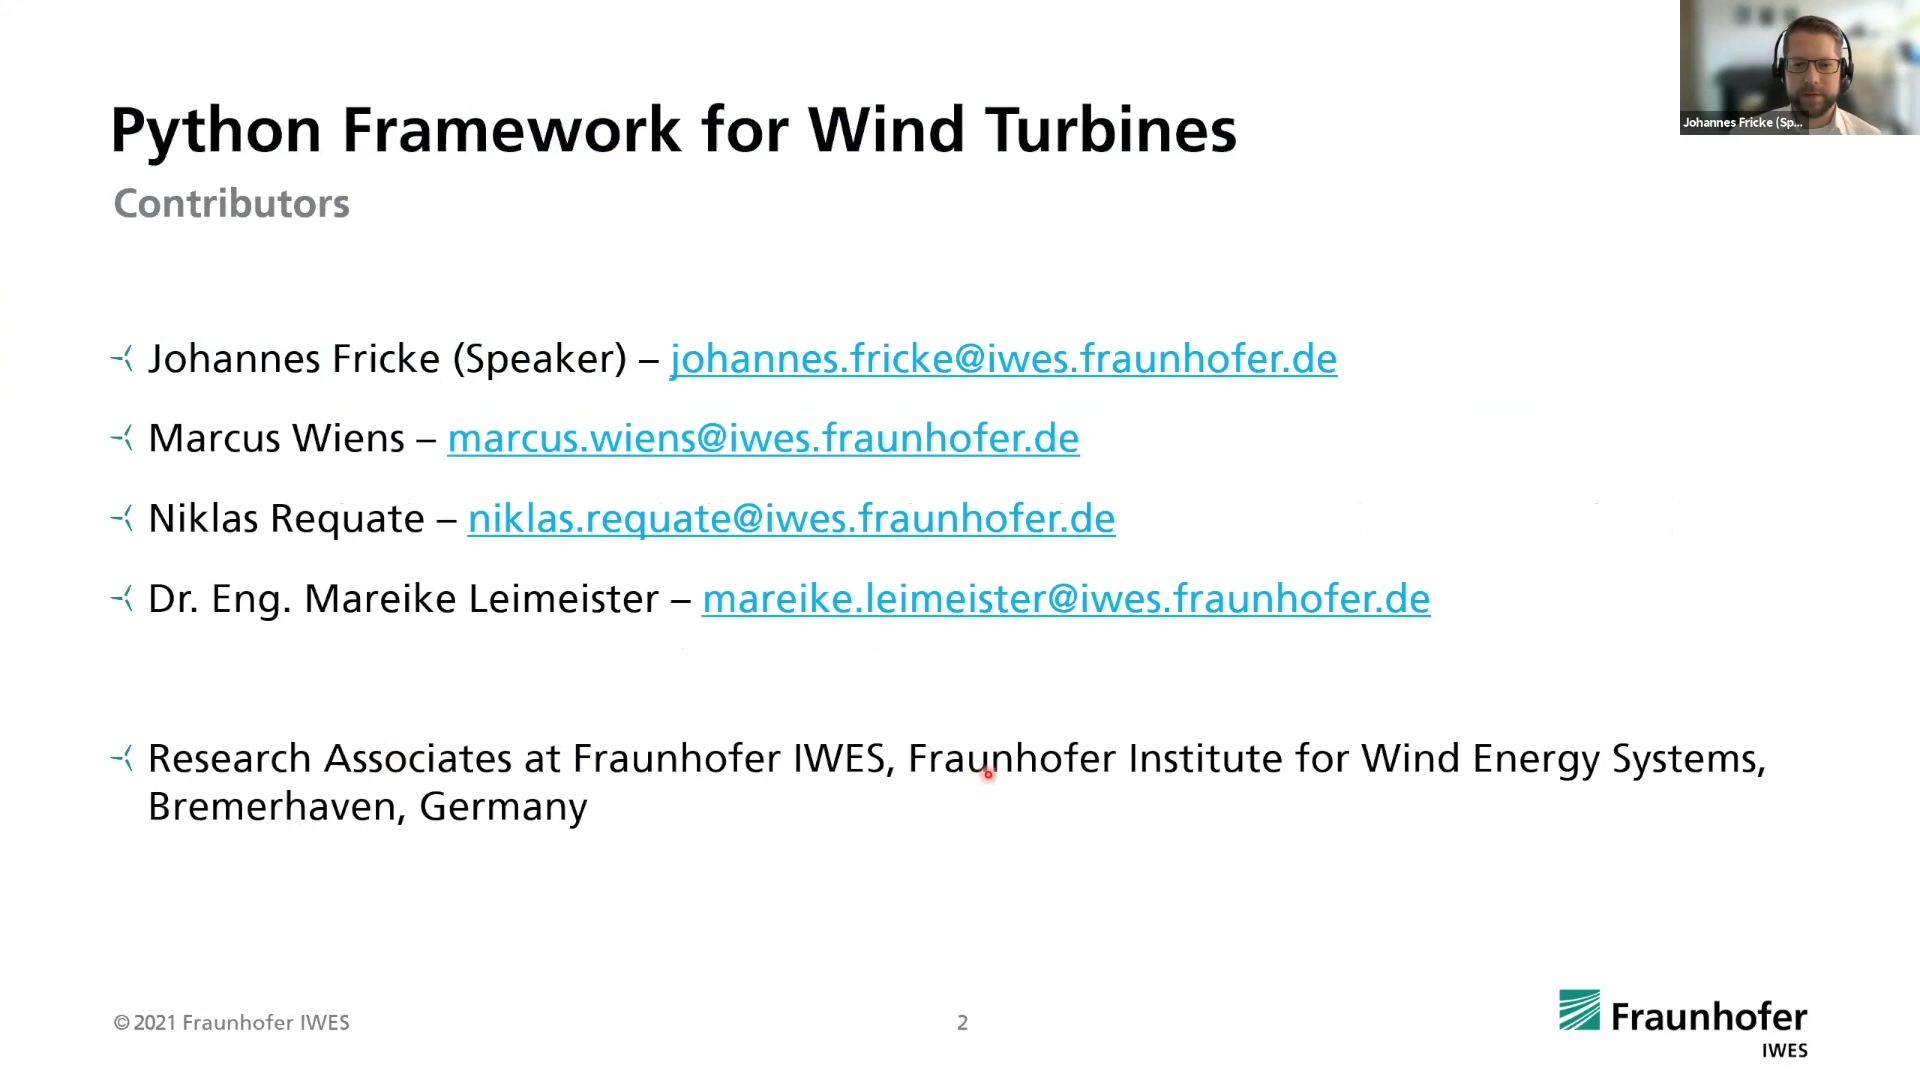 Johannes Fricke (Sp...
Python Framework for Wind Turbines
Contributors
Johannes Fricke (Speaker) – johannes.fricke@iwes.fraunhofer.de
Marcus Wiens – marcus.wiens@iwes.fraunhofer.de
Niklas Requate – niklas.requate@iwes.fraunhofer.de
Dr. Eng. Mareike Leimeister – mareike.leimeister@iwes.fraunhofer.de
Research Associates at Fraunhofer IWES, Fraunhofer Institute for Wind Energy Systems,
Bremerhaven, Germany
© 2021 Fraunhofer IWES
2
Fraunhofer
IWES